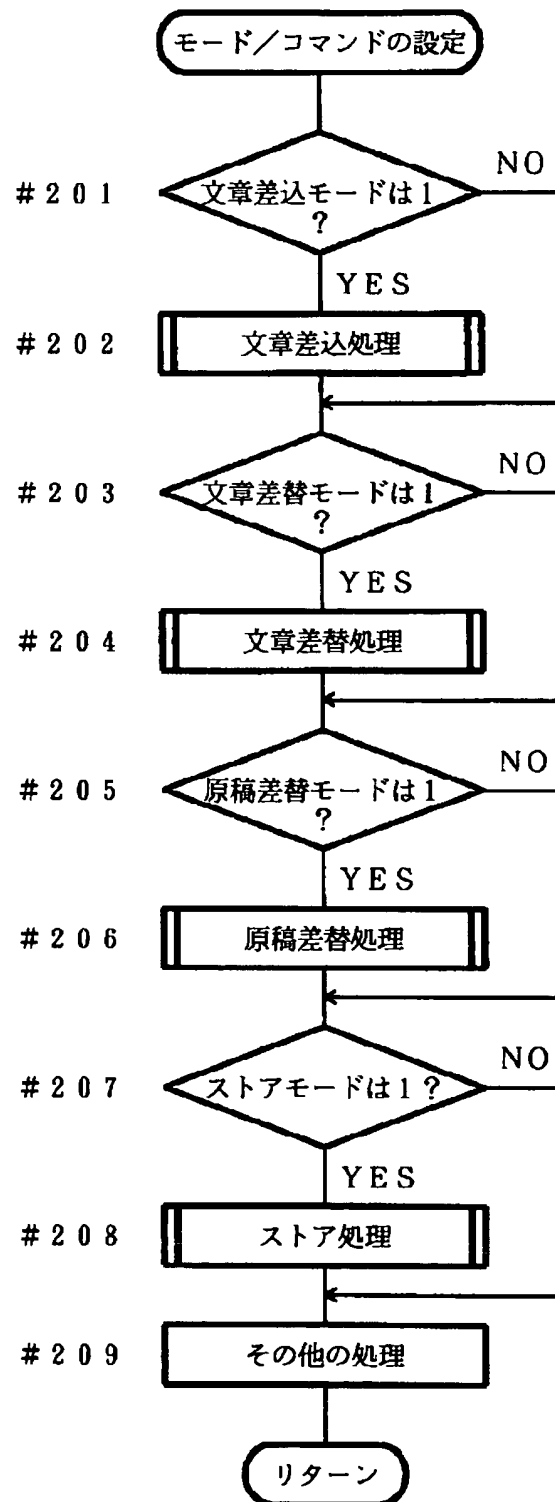 モード／コマンドの設定
NO
#201
文章差込モードは1
?
YES
#202
文章差込処理
NO
#203
文章差替モードは1
?
YES
#204
文章差替処理
NO
#205
原稿差替モードは1
?
YES
#206
原稿差替処理
NO
#207
ストアモードは1?
YES
#208
ストア処理
#209
その他の処理
リターン